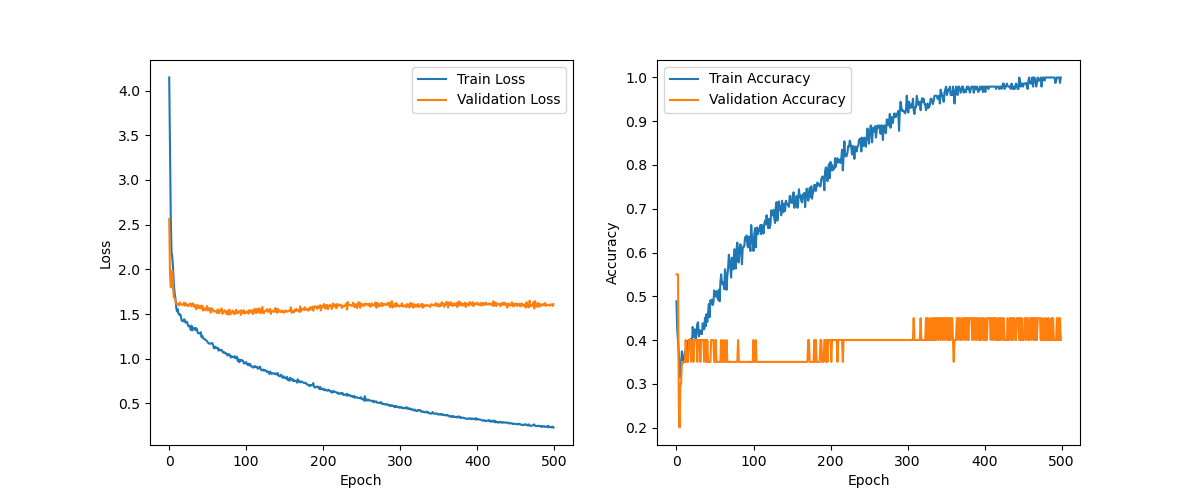 4.0
3.5
3.0
2.5
2.0
1.5
1.0
0.5
Loss
0 100 200 300 400 500
Epoch
Train Loss
Validation Loss
1.0
0.9
0.8
0.7
0.6
0.5
0.4
0.3
0.2
Accuracy
0 100 200 300 400 500
Epoch
Train Accuracy
Validation Accuracy